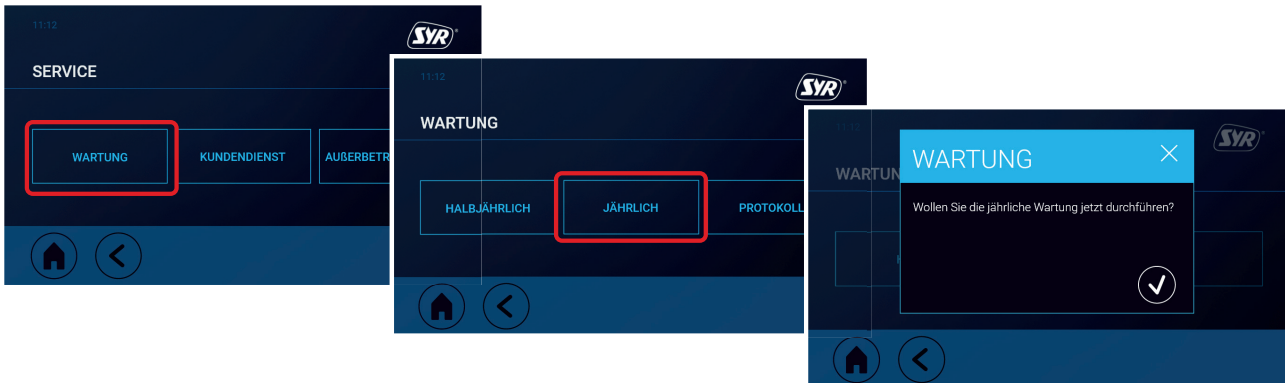 11:12
SYR®
SERVICE
WARTUNG
KUNDENDIENST
AUßERBETR
11:12
SYR®
WARTUNG
HALBJÄHRLICH
JÄHRLICH
PROTOKOLL
SYR®
WARTUN
WARTUNG
Wollen Sie die jährliche Wartung jetzt durchführen?